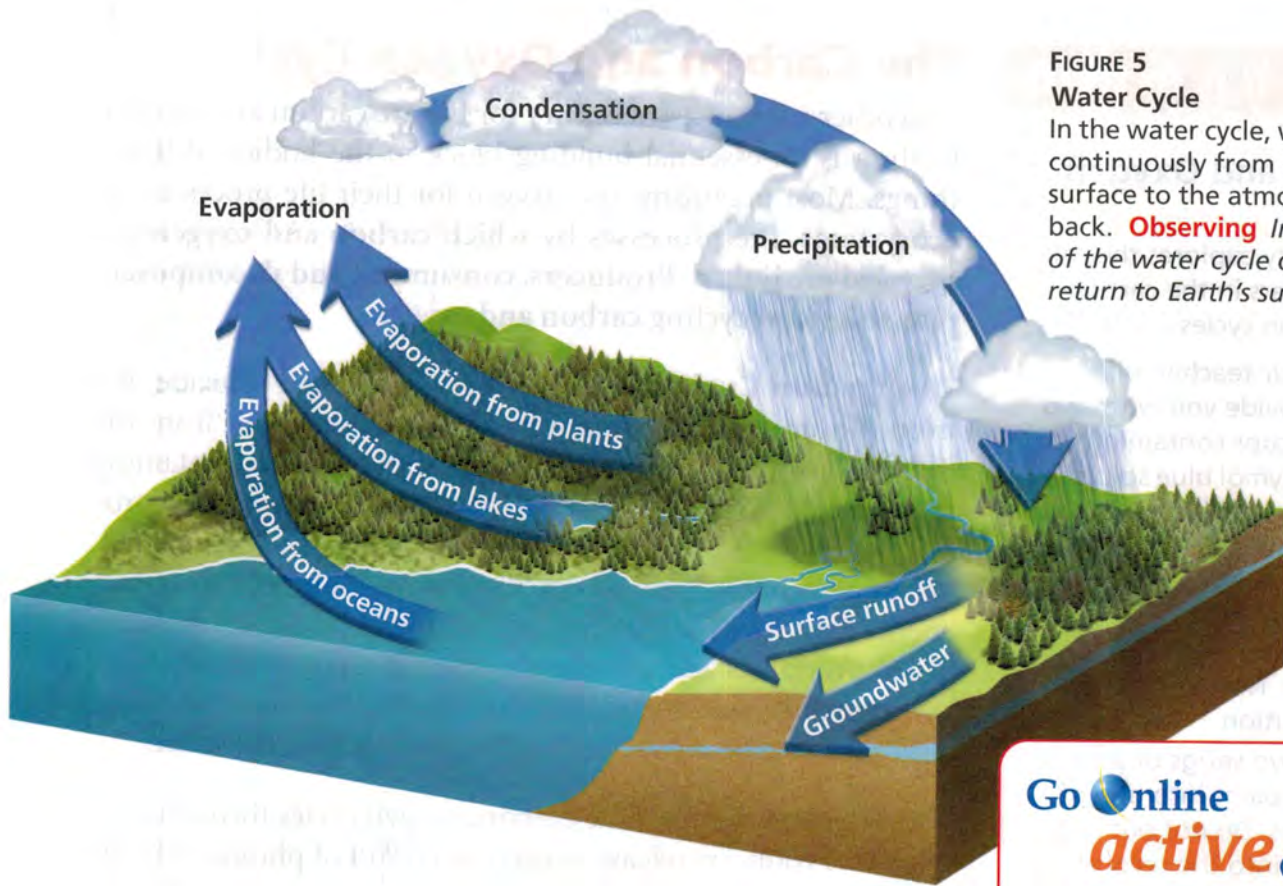 FIGURE 5
Water Cycle
In the water cycle, w
continuously from
surface to the atmo
back. Observing In
of the water cycle d
return to Earth's su
Condensation
Evaporation
Precipitation
Evaporation from plants
Evaporation from lakes
Evaporation from oceans
Surface runoff
Groundwater
Go Online
active